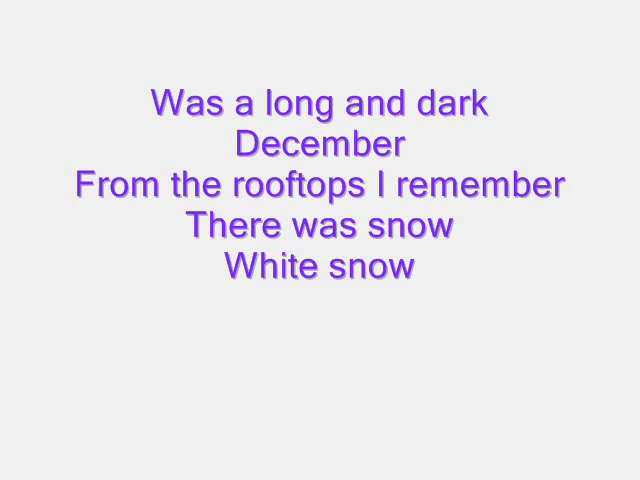 Was a long and dark
December
From the rooftops I remember
There was snow
White snow